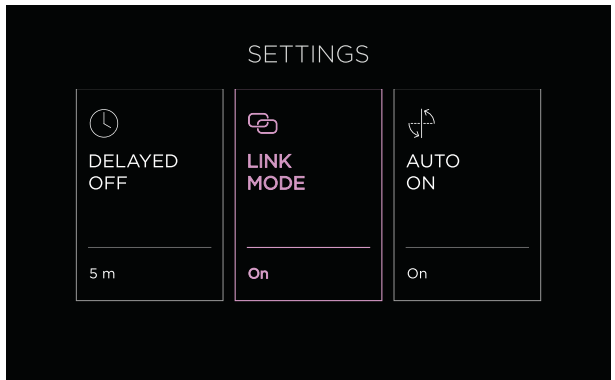 SETTINGS
DELAYED
OFF
5 m
LINK
MODE
On
AUTO
ON
On